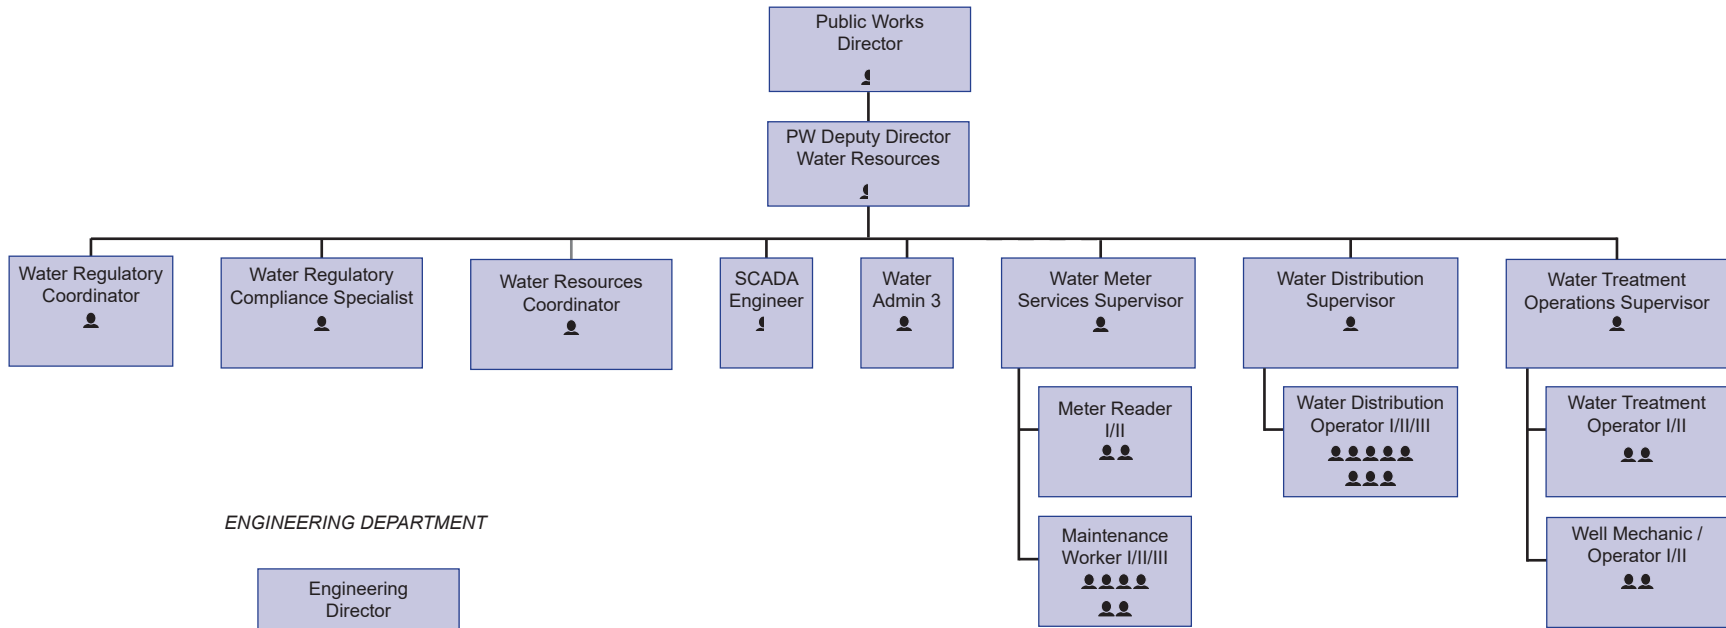 Public Works
Director
PW Deputy Director
Water Resources
Water Regulatory
Coordinator
Water Regulatory
Compliance Specialist
Water Resources
Coordinator
SCADA
Engineer
Water
Admin 3
Water Meter
Services Supervisor
Water Distribution
Supervisor
Water Treatment
Operations Supervisor
Meter Reader
I/II
Water Distribution
Operator I/II/III
Water Treatment
Operator I/II
Maintenance
Worker I/II/III
Well Mechanic /
Operator I/II
ENGINEERING DEPARTMENT
Engineering
Director